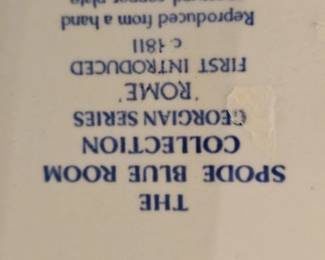 THE
SPODE BLUE ROOM
COLLECTION
GEORGIAN SERIES
'ROME'
FIRST INTRODUCED
c 1811
Reproduced from a hand